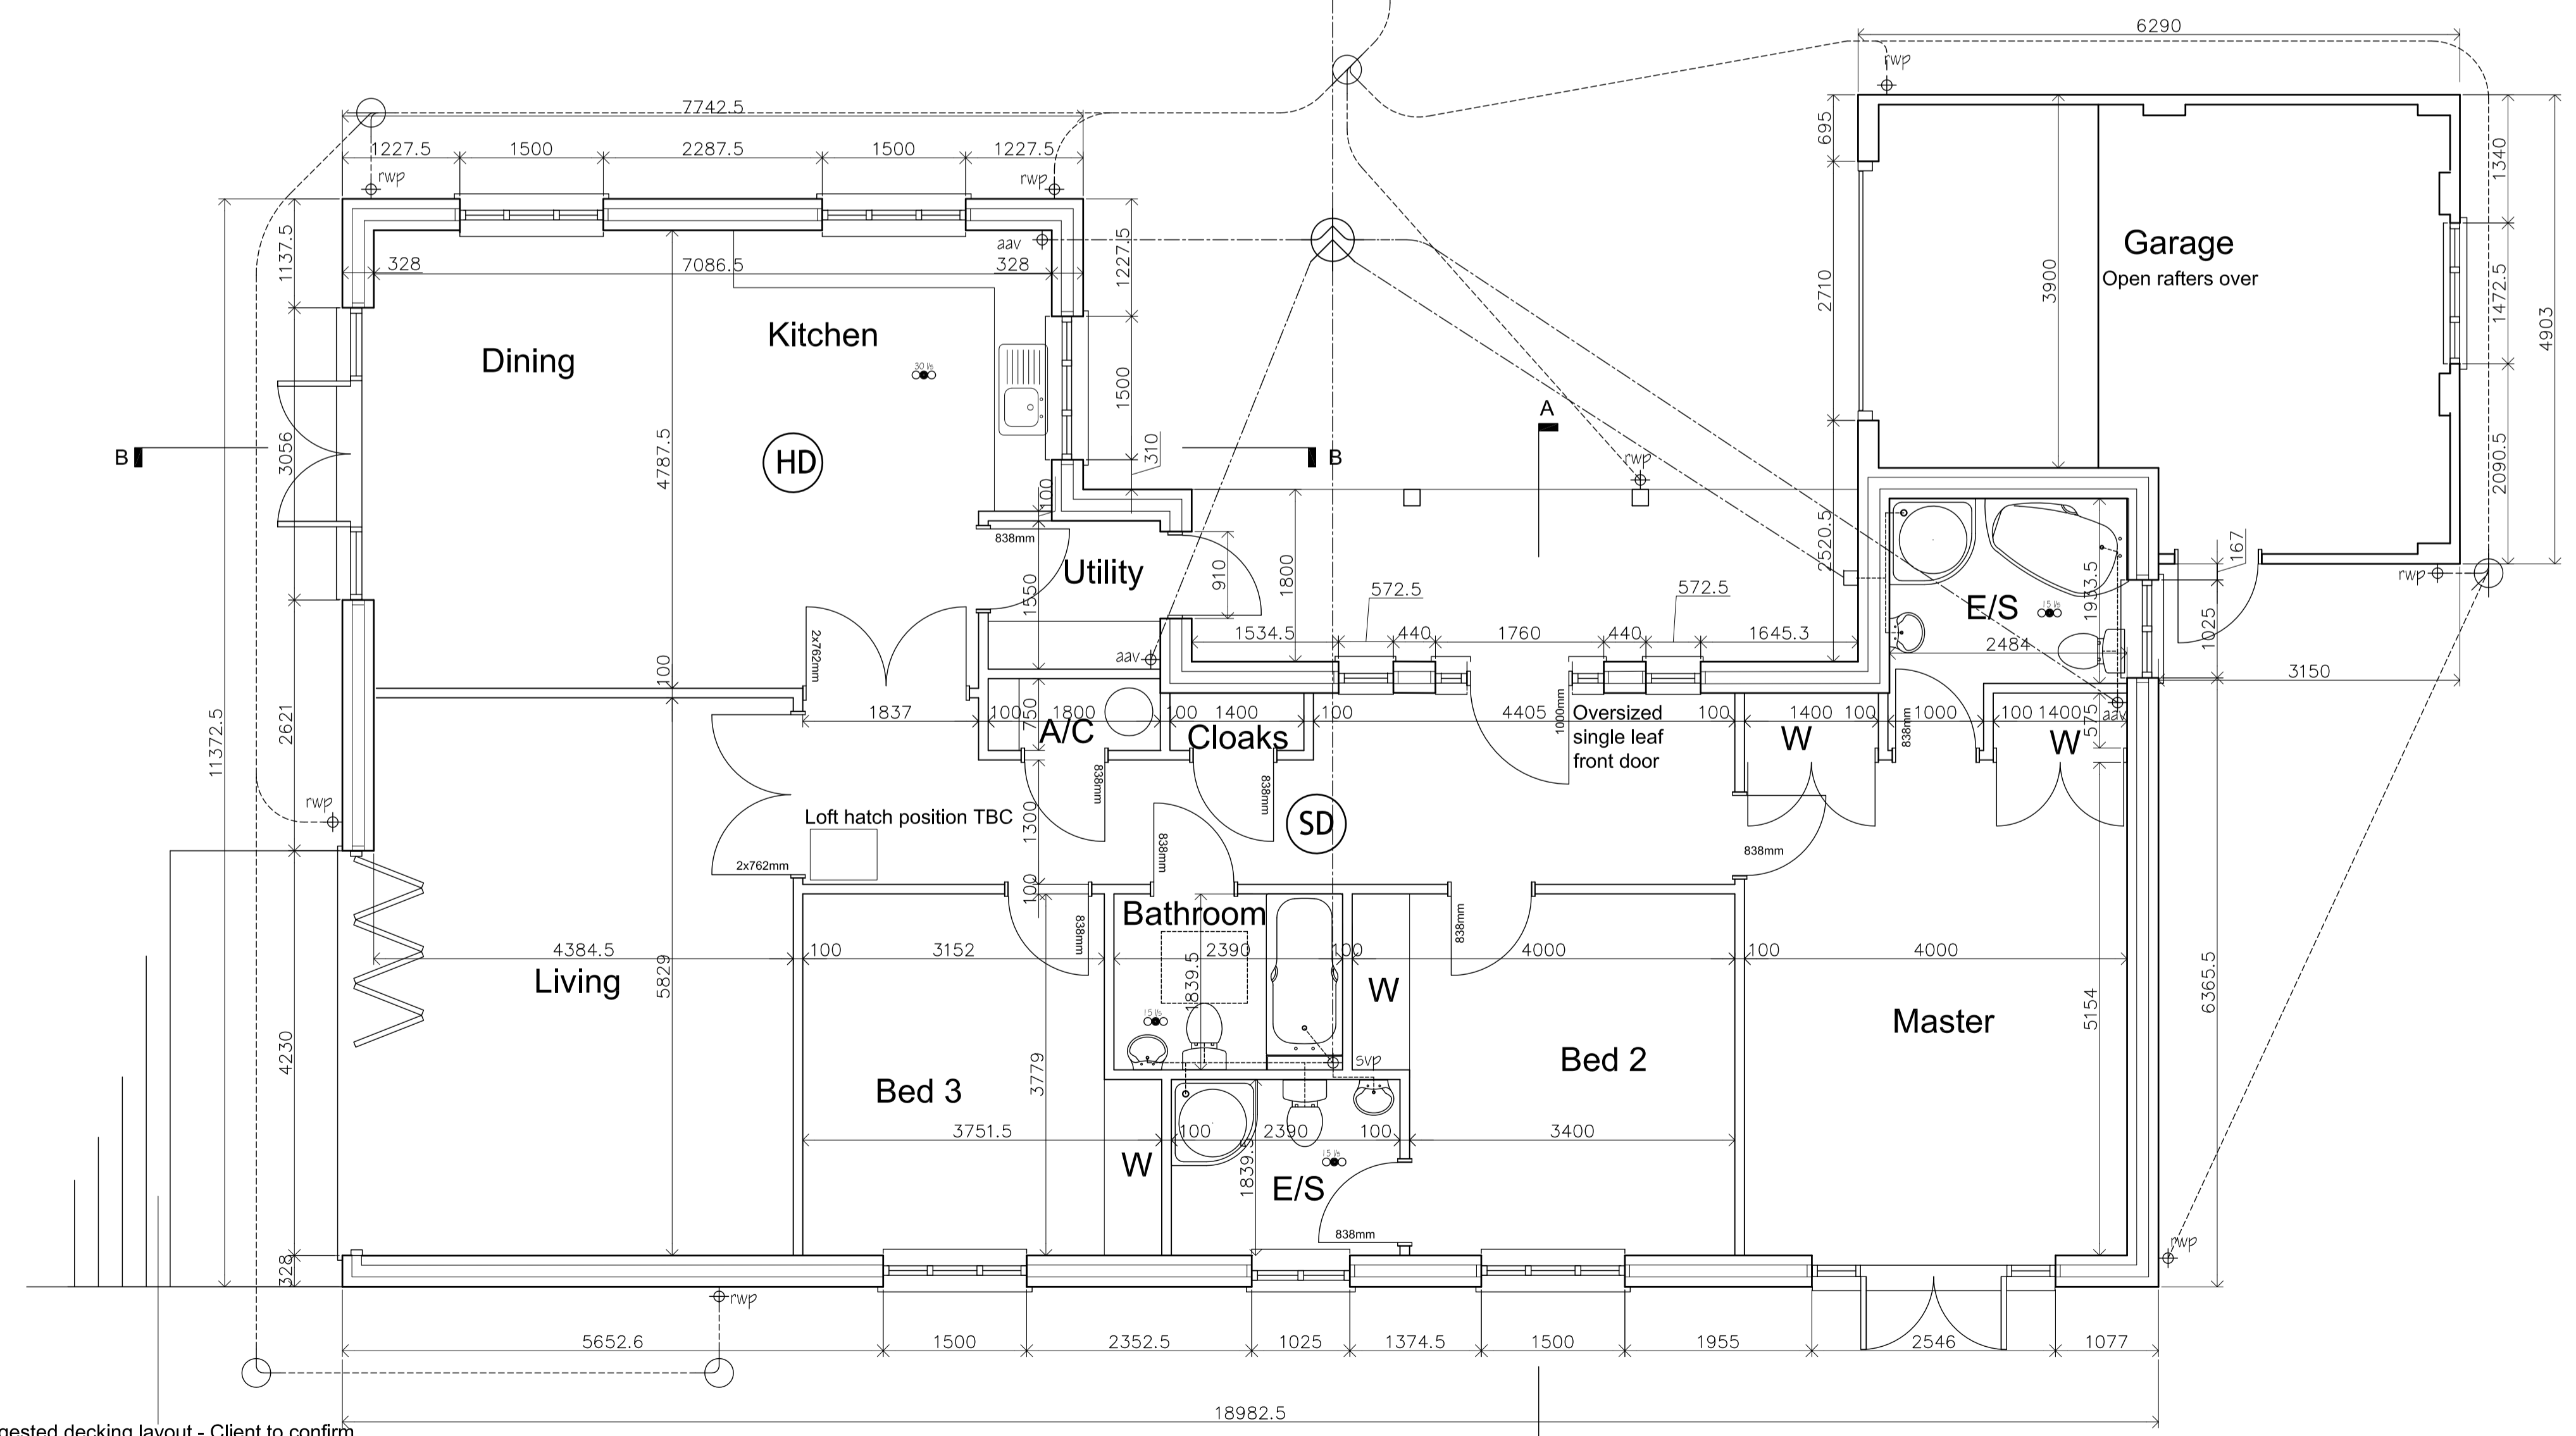 6290
rwp
7742.5
1227.5 1500 2287.5 1500 1227.5
rwp
rwp
695
1340
1137.5
328 7086.5 328
aav
1227.5
Garage
Open rafters over
3900
2710
1472.5
4903
Kitchen
Dining
30 l/s
1500
A
B
3056
4787.5
HD
310
B
rwp
2090.5
100
838mm
Utility
1550
910
1800
572.5
572.5
2520.5
E/S
15 l/s
1933.5
2484
167
1025
rwp
3150
1534.5 440 1760 440 1645.3
aav
2x762mm
100
11372.5
2621
1837
100 1800
750
A/C
100 1400
Cloaks
100 4405 100
1000mm
Oversized
single leaf
front door
1400 100
W
838mm
1000
100 1400
575
aav
W
rwp
Loft hatch position TBC
2x762mm
1300
838mm
838mm
838mm
SD
838mm
100
Bathroom
838mm
838mm
4384.5
100 3152
2390 100
4000
100 4000
Living
5829
1839.5
15 l/s
W
Master
5154
6365.5
4230
Bed 3
3779
svp
Bed 2
3751.5
100 2390 100
3400
W
1839.5
15 l/s
E/S
838mm
328
rwp
rwp
5652.6 1500 2352.5 1025 1374.5 1500 1955 2546 1077
18982.5
gested decking layout - Client to confirm